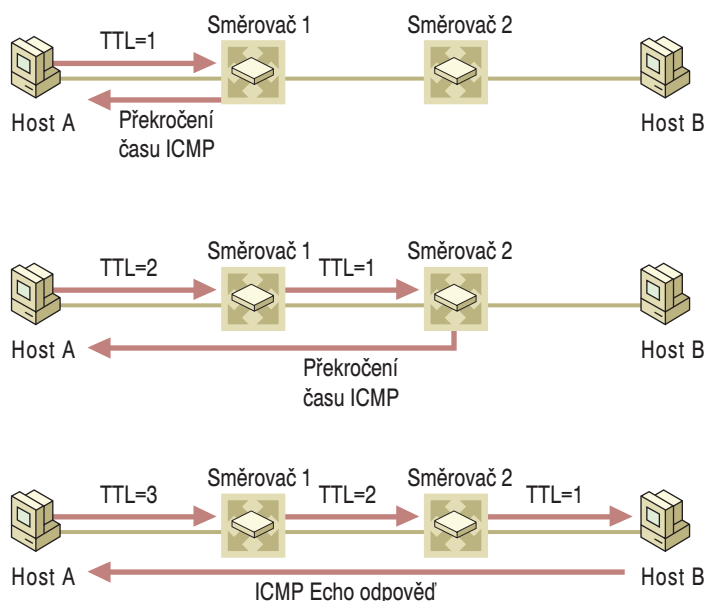 Směrovač 1
Směrovač 2
TTL=1
Host A
Překročení
času ICMP
Host B
Směrovač 1
Směrovač 2
TTL=2
TTL=1
Host A
Překročení
času ICMP
Host B
Směrovač 1
Směrovač 2
TTL=3
TTL=2
TTL=1
Host A
ICMP Echo odpověď
Host B